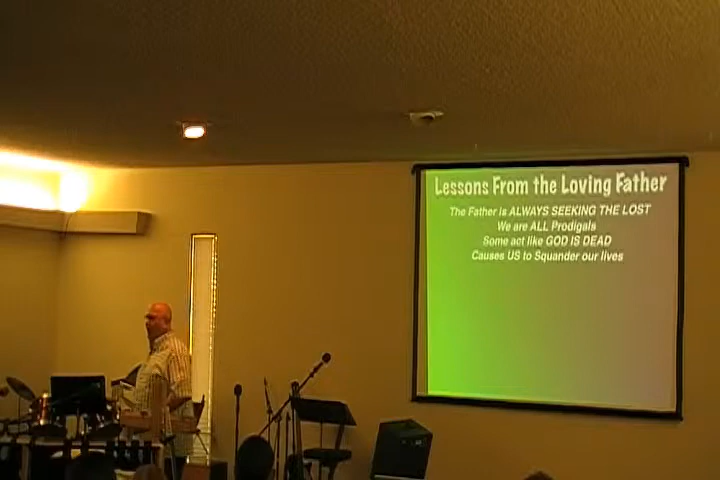 Lessons From the Loving Father
The Father is ALWAYS SEEKING THE LOST
We are ALL Prodigals
Some act like GOD IS DEAD
Causes US to Squander our lives